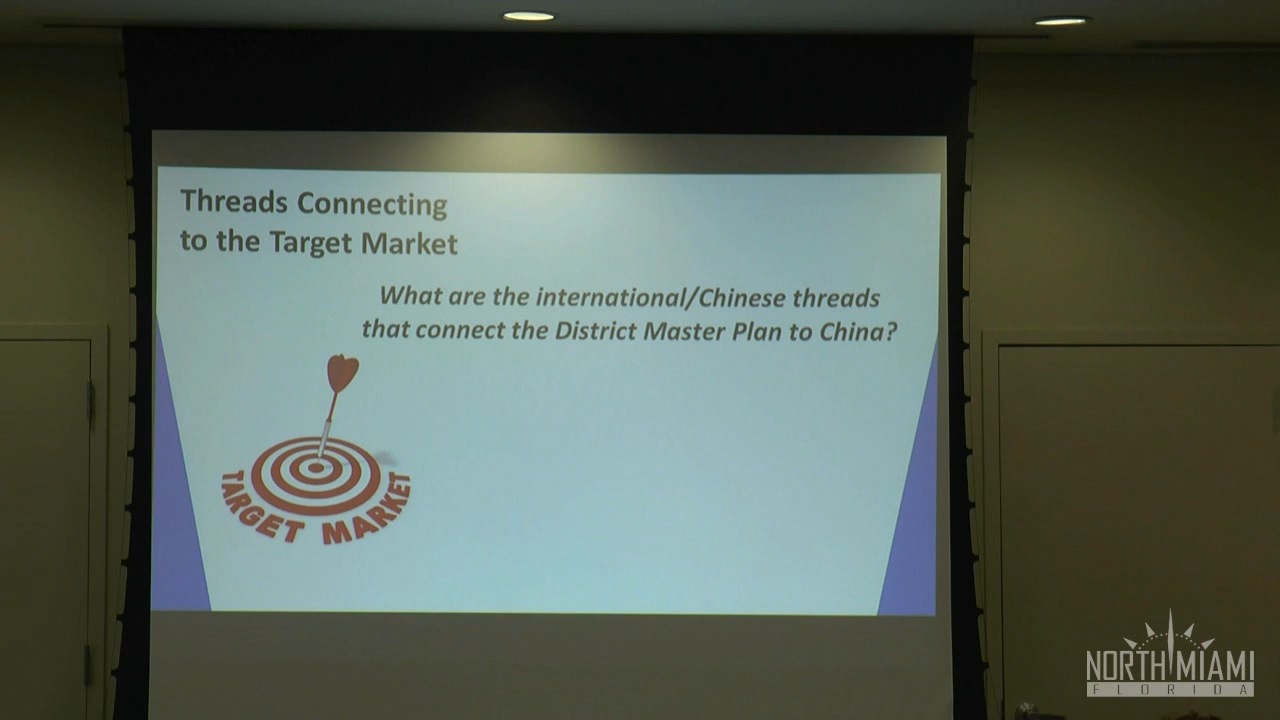 Threads Connecting
to the Target Market
What are the international/Chinese threads
that connect the District Master Plan to China?
TARGET MARKET
NORTH MIAMI
FLORIDA